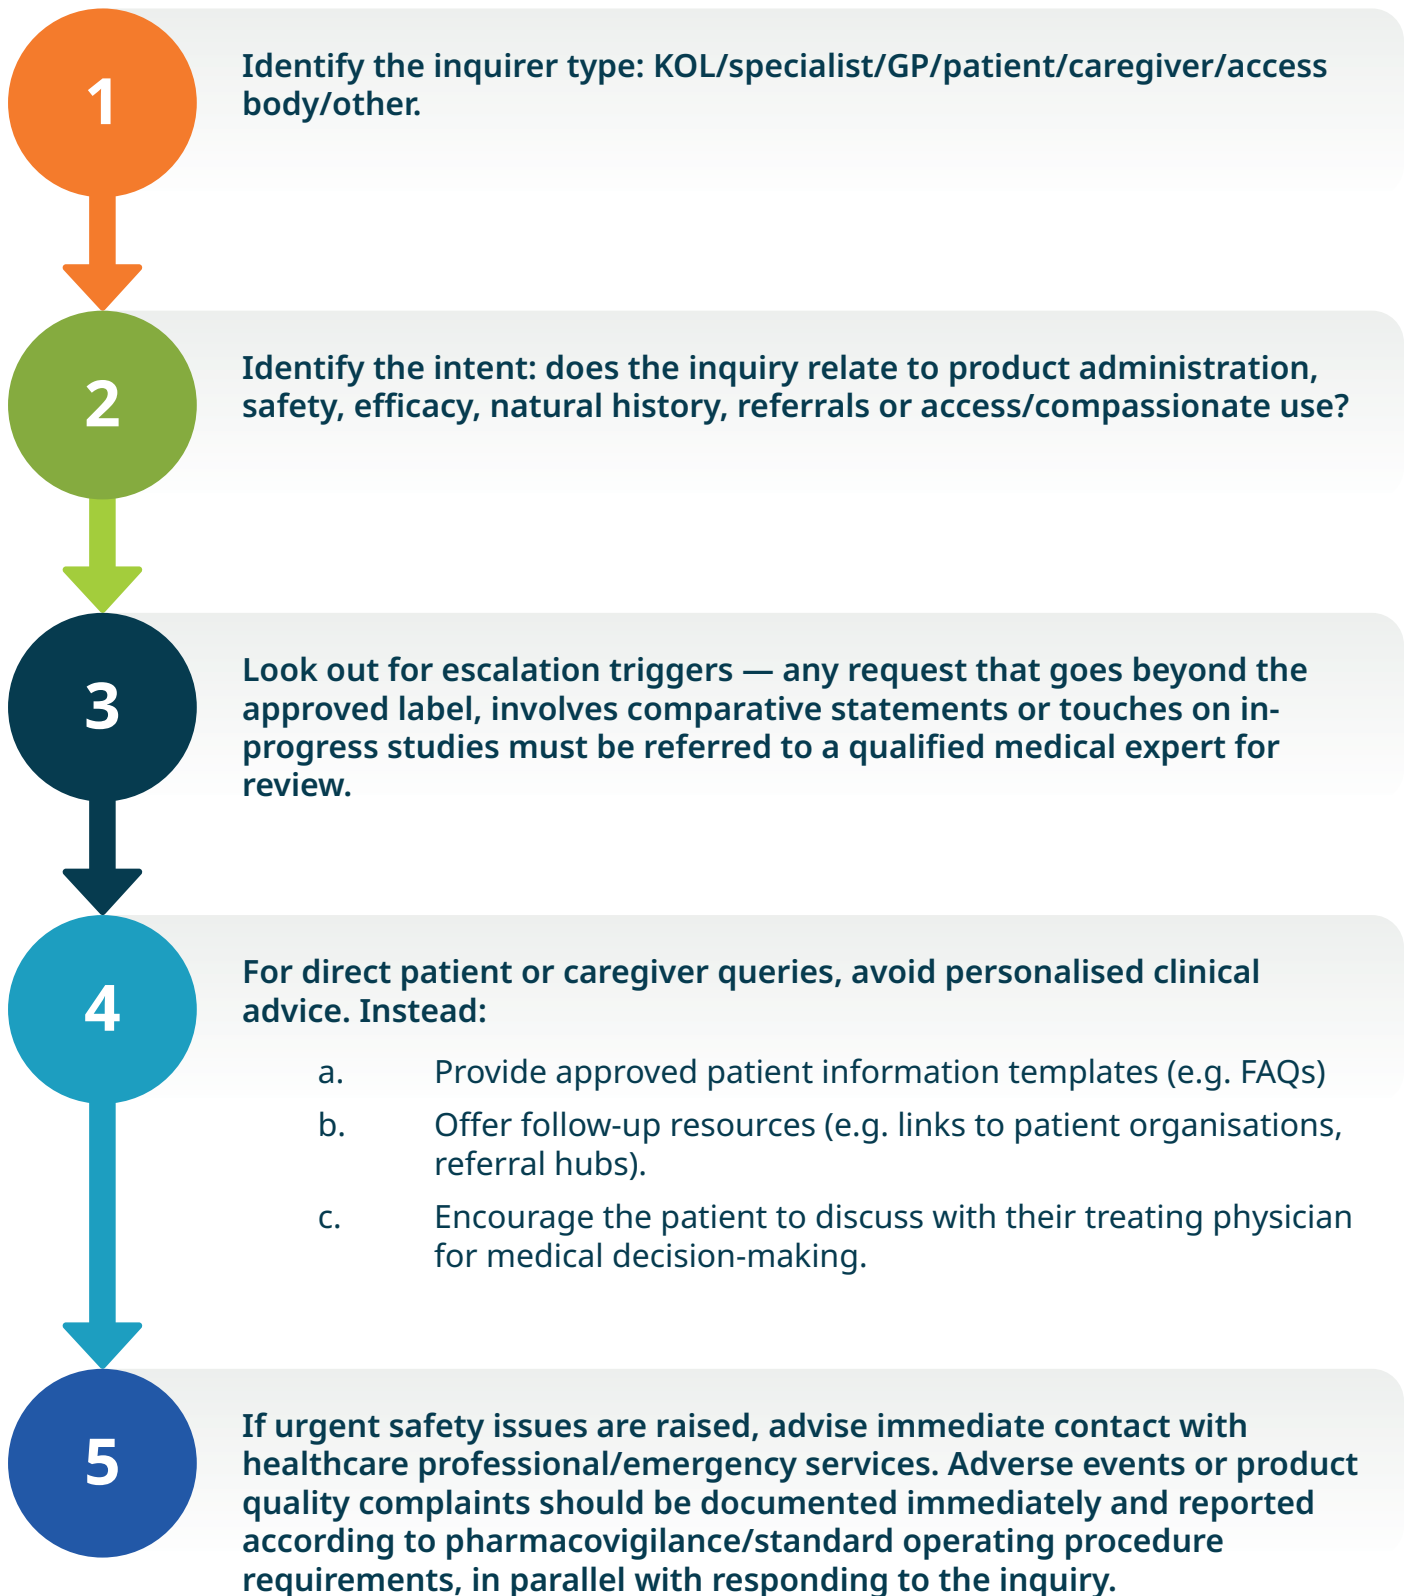 1
Identify the inquirer type: KOL/specialist/GP/patient/caregiver/access
body/other.
2
Identify the intent: does the inquiry relate to product administration,
safety, efficacy, natural history, referrals or access/compassionate use?
3
Look out for escalation triggers — any request that goes beyond the
approved label, involves comparative statements or touches on in-
progress studies must be referred to a qualified medical expert for
review.
4
For direct patient or caregiver queries, avoid personalised clinical
advice. Instead:
a. Provide approved patient information templates (e.g. FAQs)
b. Offer follow-up resources (e.g. links to patient organisations,
referral hubs).
c. Encourage the patient to discuss with their treating physician
for medical decision-making.
5
If urgent safety issues are raised, advise immediate contact with
healthcare professional/emergency services. Adverse events or product
quality complaints should be documented immediately and reported
according to pharmacovigilance/standard operating procedure
requirements, in parallel with responding to the inquiry.